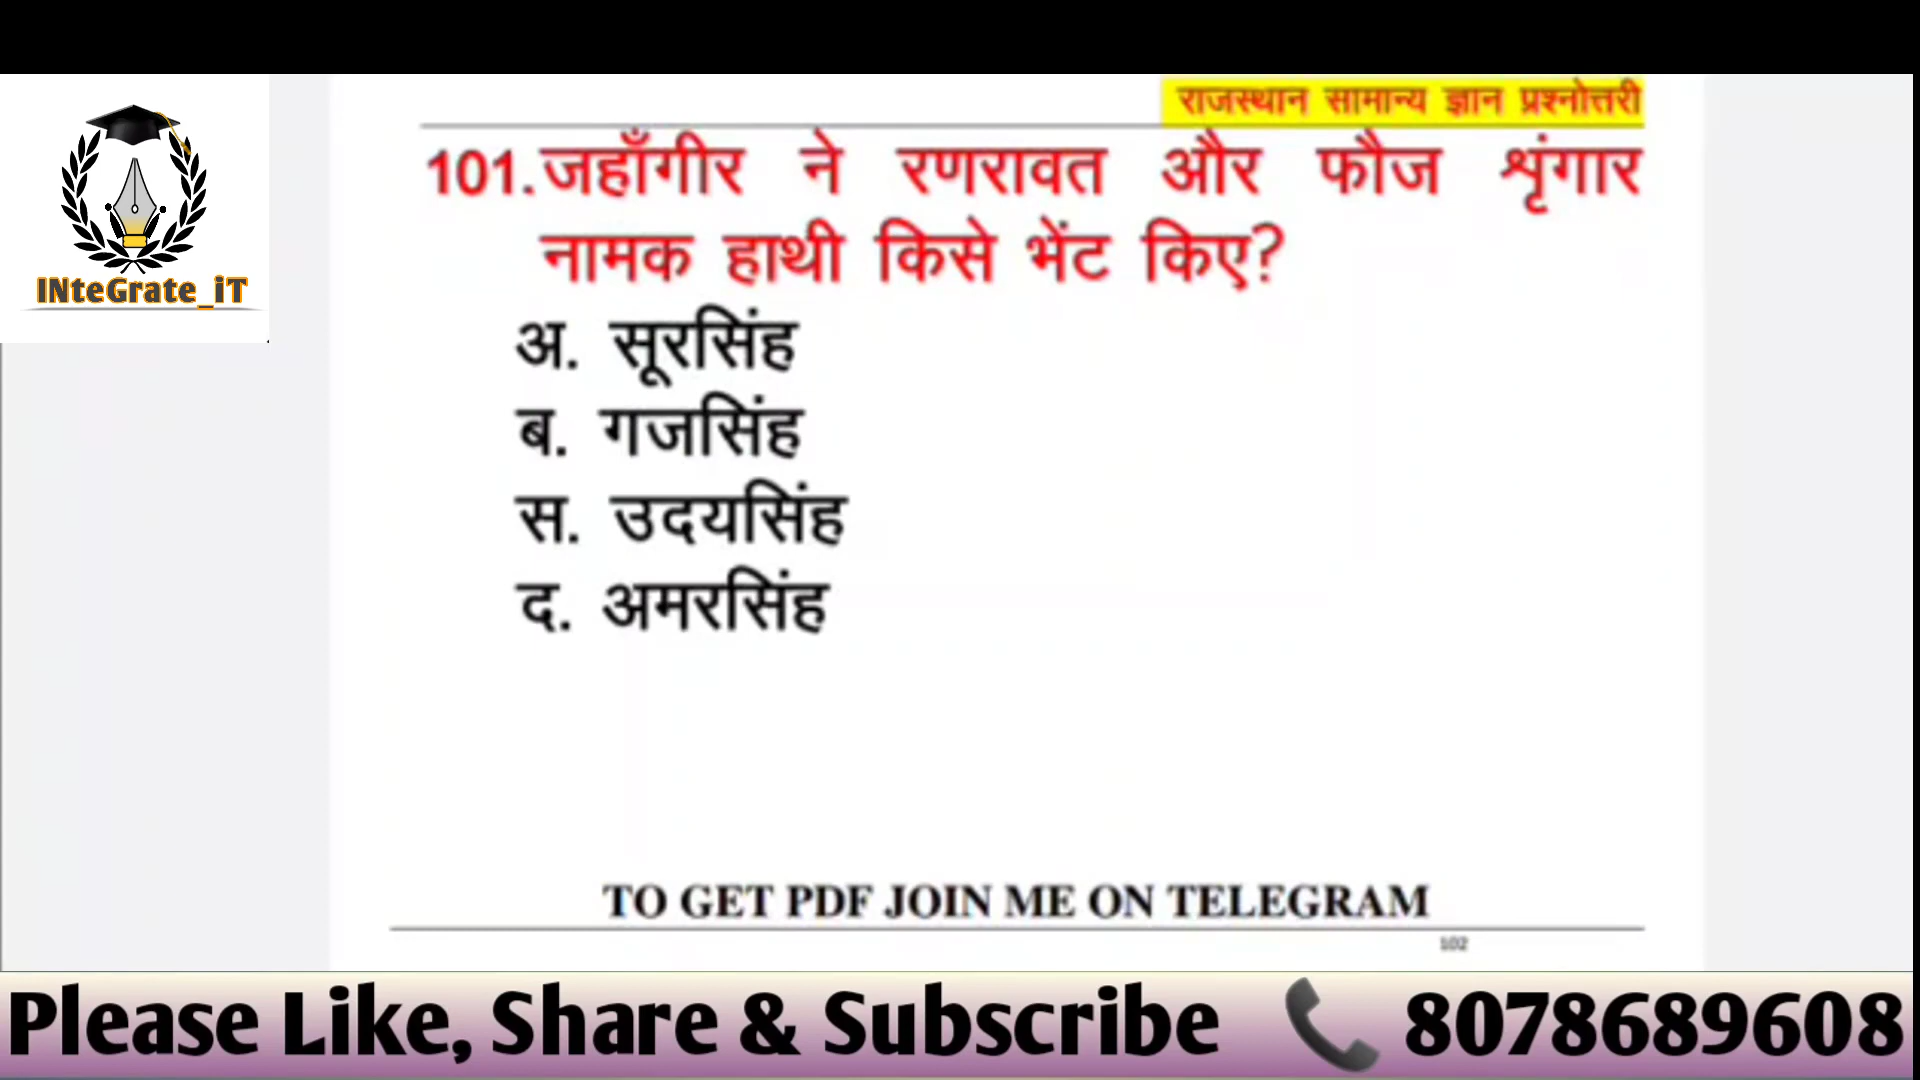 राजस्थान सामान्य ज्ञान प्रश्नोत्तरी
101. जहाँगीर ने रणरावत और फौज श्रृंगार
नामक हाथी किसे भेंट किए?
अ. सूरसिंह
ब. गजसिंह
स. उदयसिंह
द. अमरसिंह
INteGrate_iT
TO GET PDF JOIN ME ON TELEGRAM
102
Please Like, Share & Subscribe 8078689608